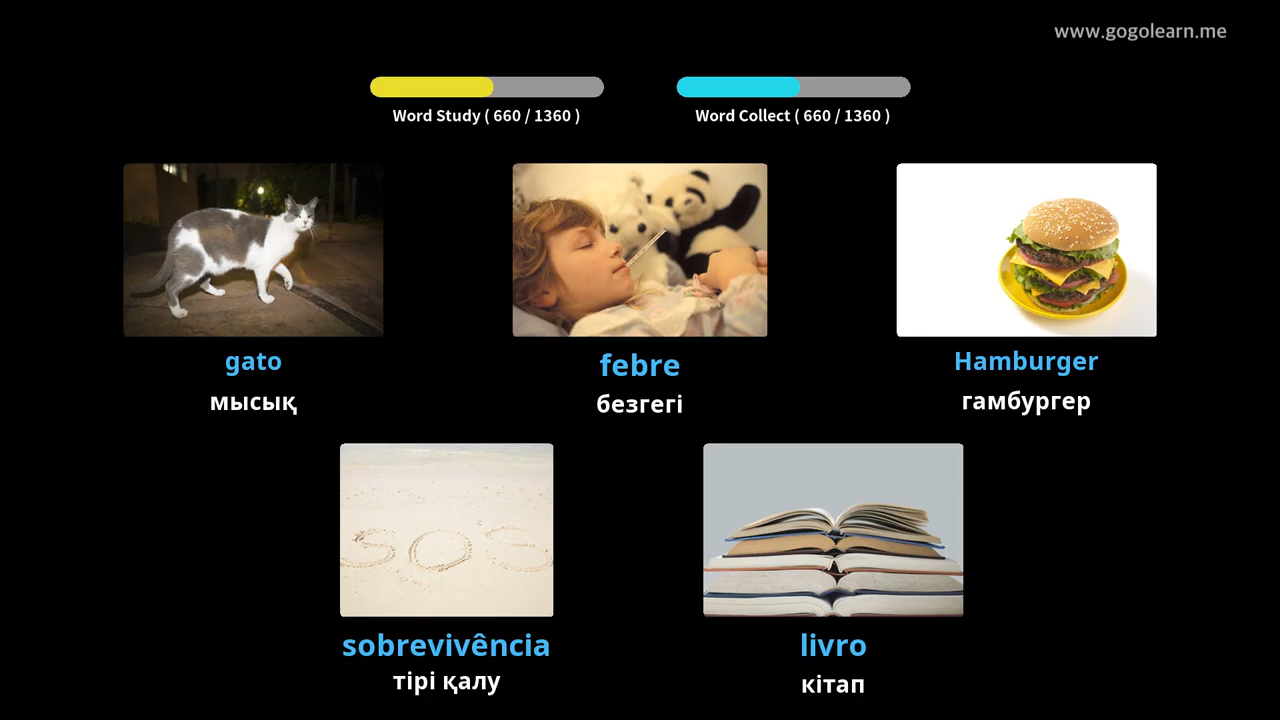 www.gogolearn.me
Word Study ( 660 / 1360 )
Word Collect ( 660 / 1360 )
gato
мысық
febre
безгегі
Hamburger
гамбургер
SOS
sobrevivência
тірі қалу
livro
кітап